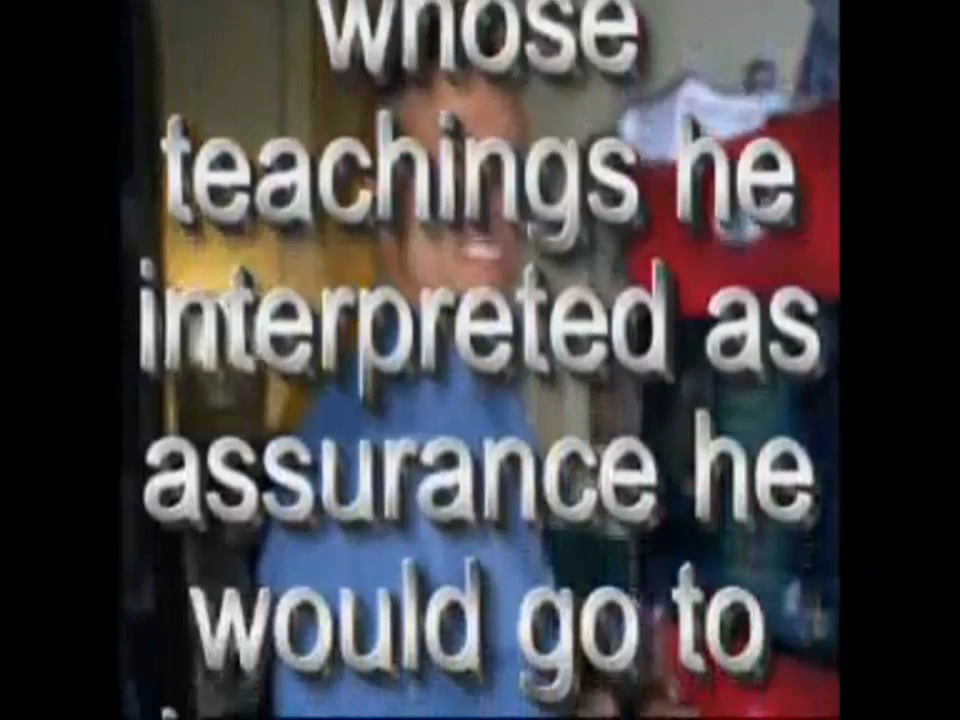 whose
teachings he
interpreted as
assurance he
would go to